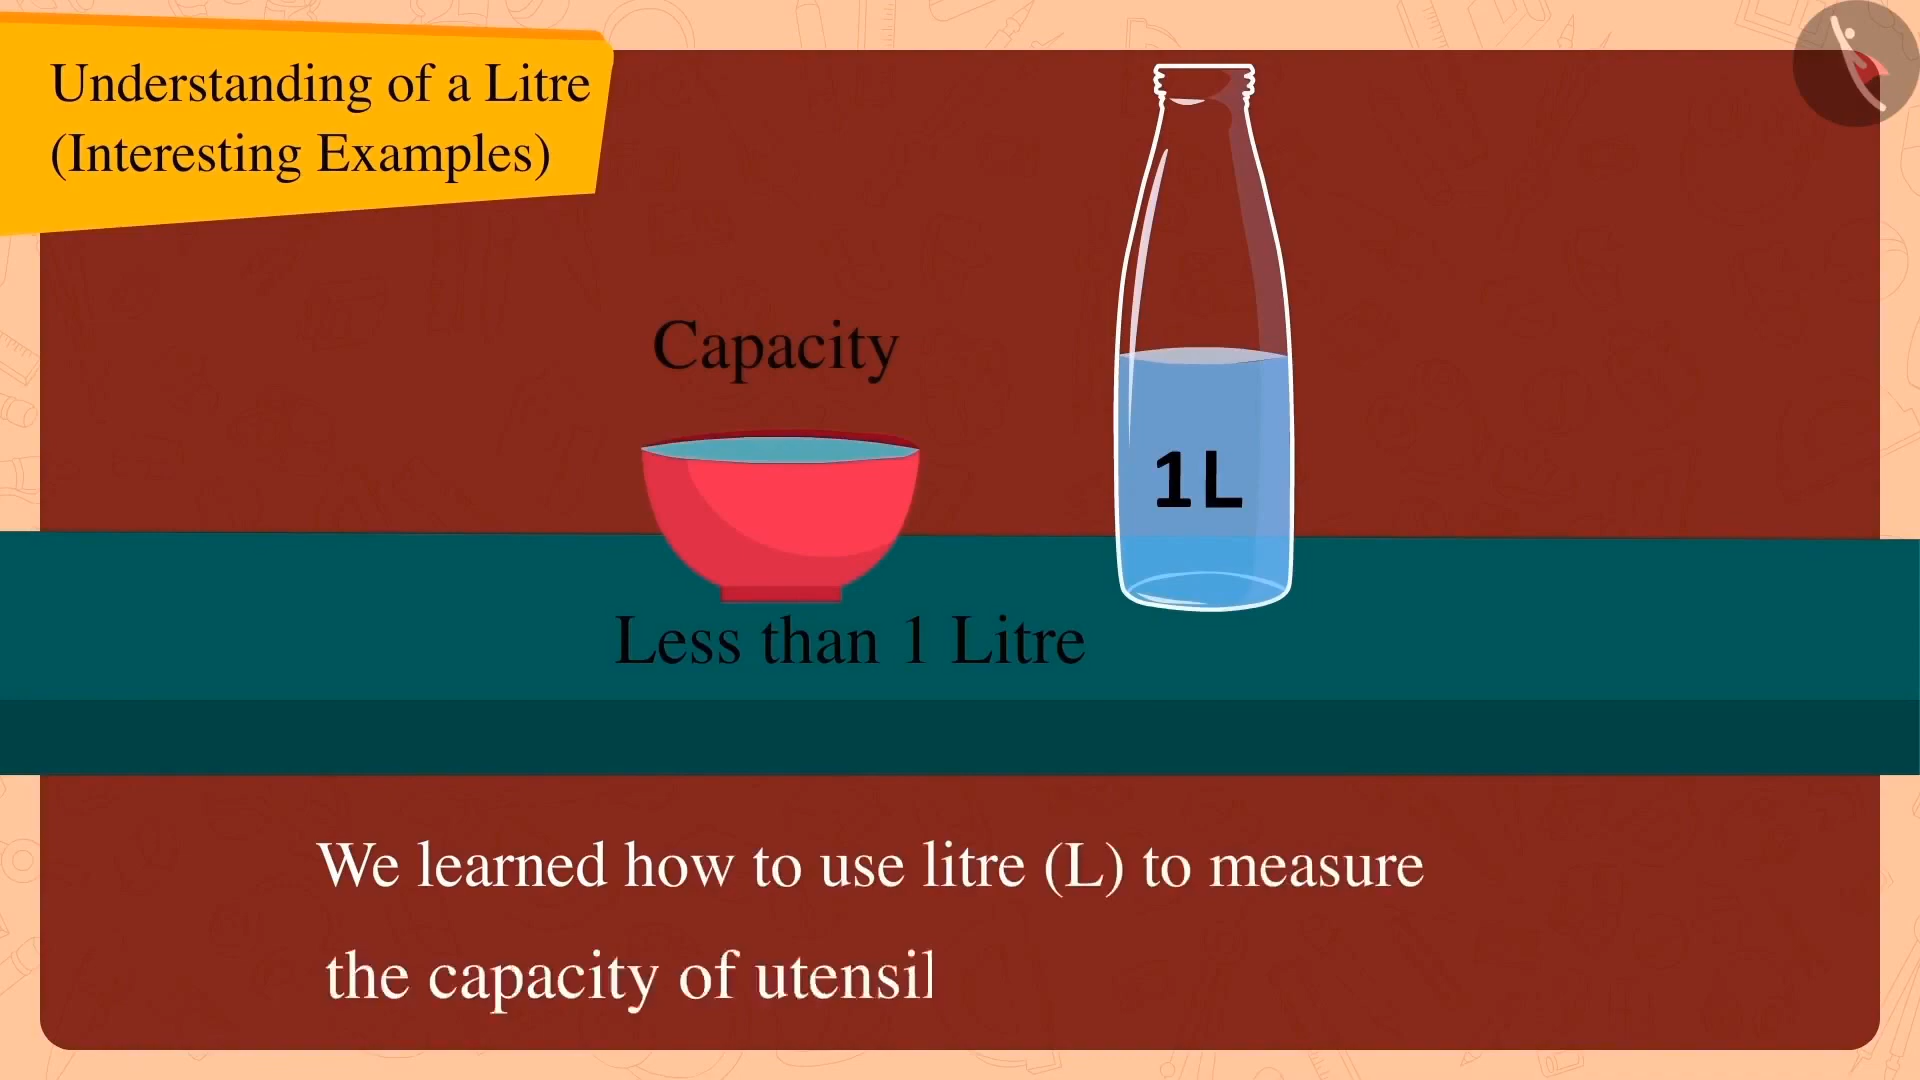 Understanding of a Litre
(Interesting Examples)
Capacity
1L
Less than 1 Litre
We learned how to use litre (L) to measure
the capacity of utensil